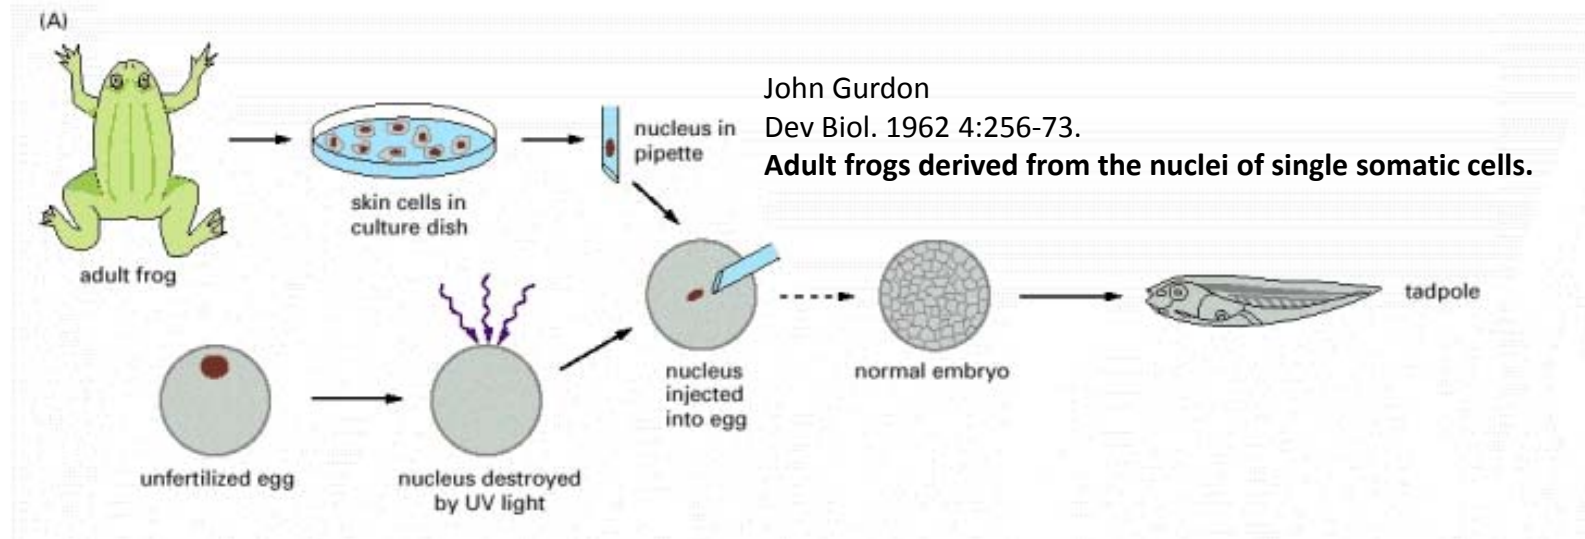 (A)
John Gurdon
Dev Biol. 1962 4:256-73.
Adult frogs derived from the nuclei of single somatic cells.
nucleus in
pipette
skin cells in
culture dish
adult frog
tadpole
nucleus
injected
into egg
normal embryo
unfertilized egg
nucleus destroyed
by UV light